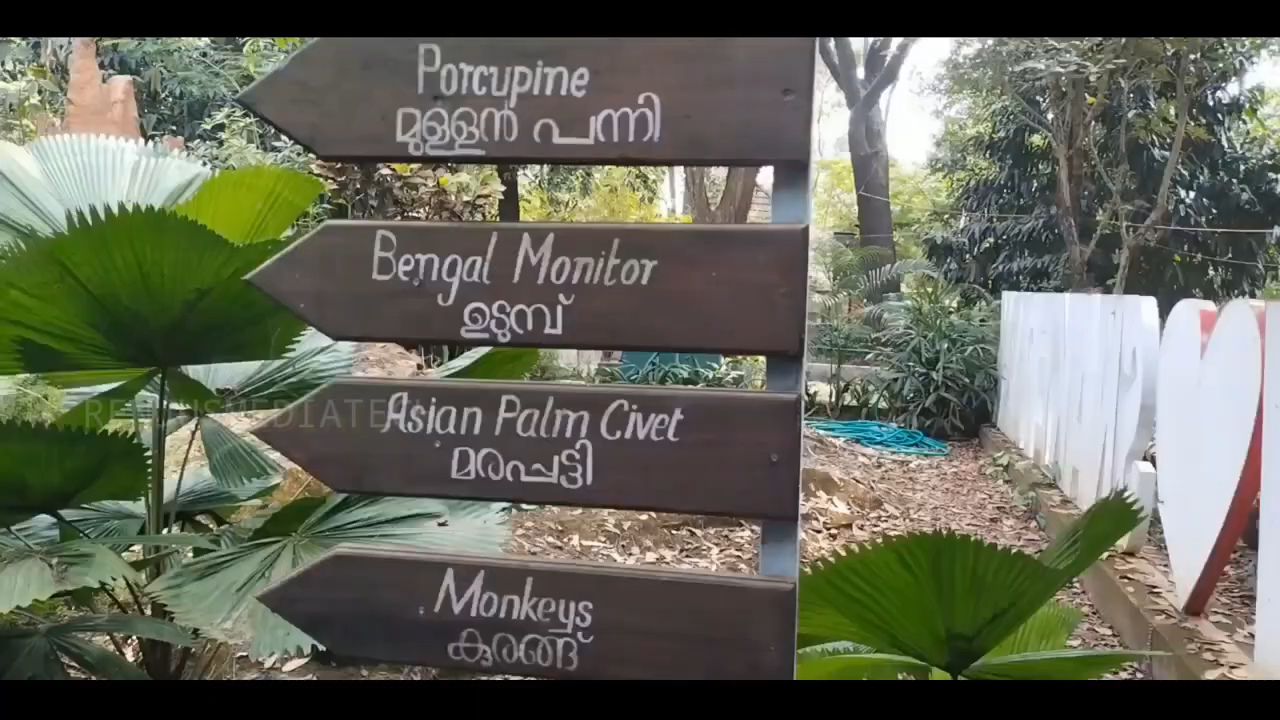 Porcupine
മുള്ളൻ പന്നി
Bengal Monitor
ഉടുമ്പ്
Asian Palm Civet
മരപ്പട്ടി
Monkeys
കുരങ്ങ്